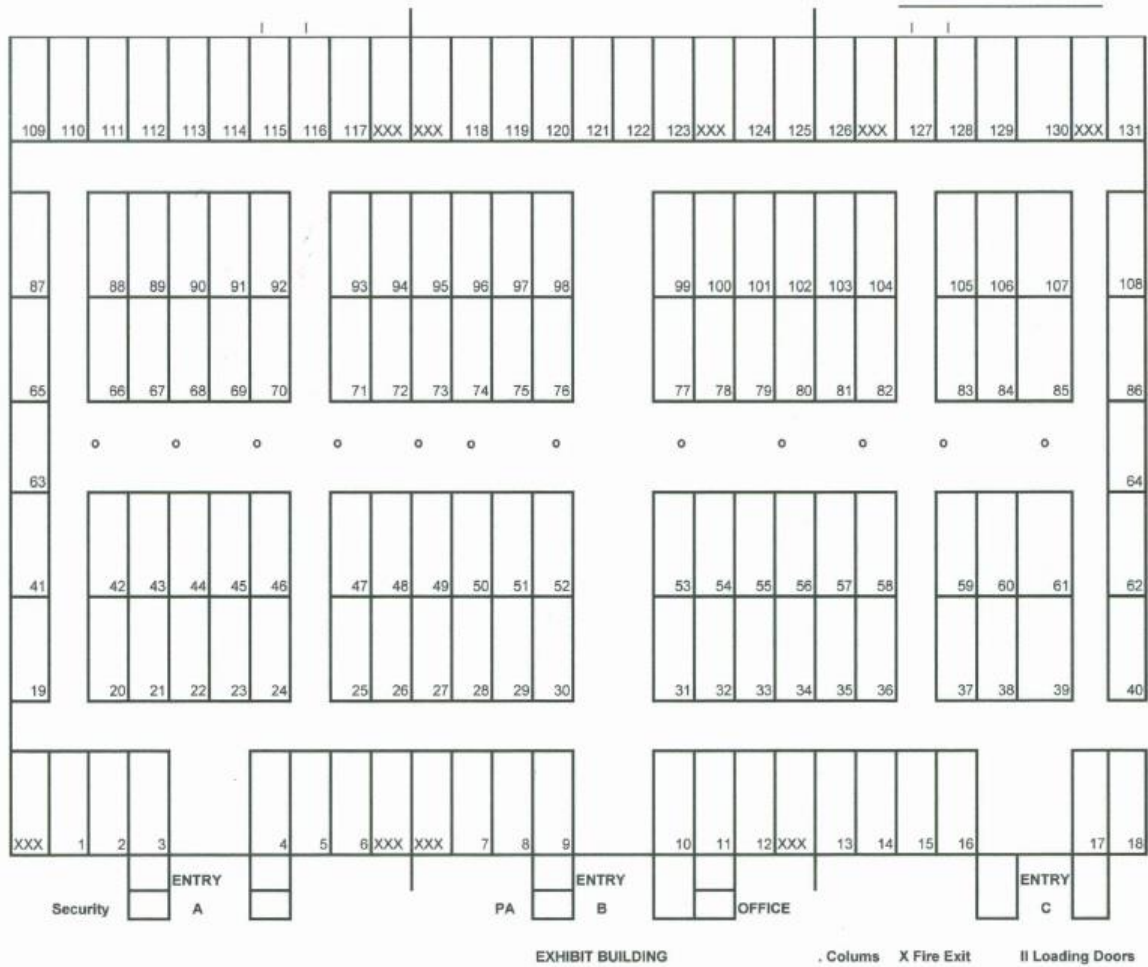 109 110 111 112 113 114 115 116 117 XXX XXX 118 119 120 121 122 123 XXX 124 125 126 XXX 127 128 129 130 XXX 131
87 88 89 90 91 92 93 94 95 96 97 98 99 100 101 102 103 104 105 106 107 108
65 66 67 68 69 70 71 72 73 74 75 76 77 78 79 80 81 82 83 84 85 86
o o o o o o o o o o o o
63 64
41 42 43 44 45 46 47 48 49 50 51 52 53 54 55 56 57 58 59 60 61 62
19 20 21 22 23 24 25 26 27 28 29 30 31 32 33 34 35 36 37 38 39 40
XXX 1 2 3 4 5 6 XXX XXX 7 8 9 10 11 12 XXX 13 14 15 16 17 18
ENTRY ENTRY ENTRY
Security A PA B OFFICE C
EXHIBIT BUILDING . Colums X Fire Exit II Loading Doors